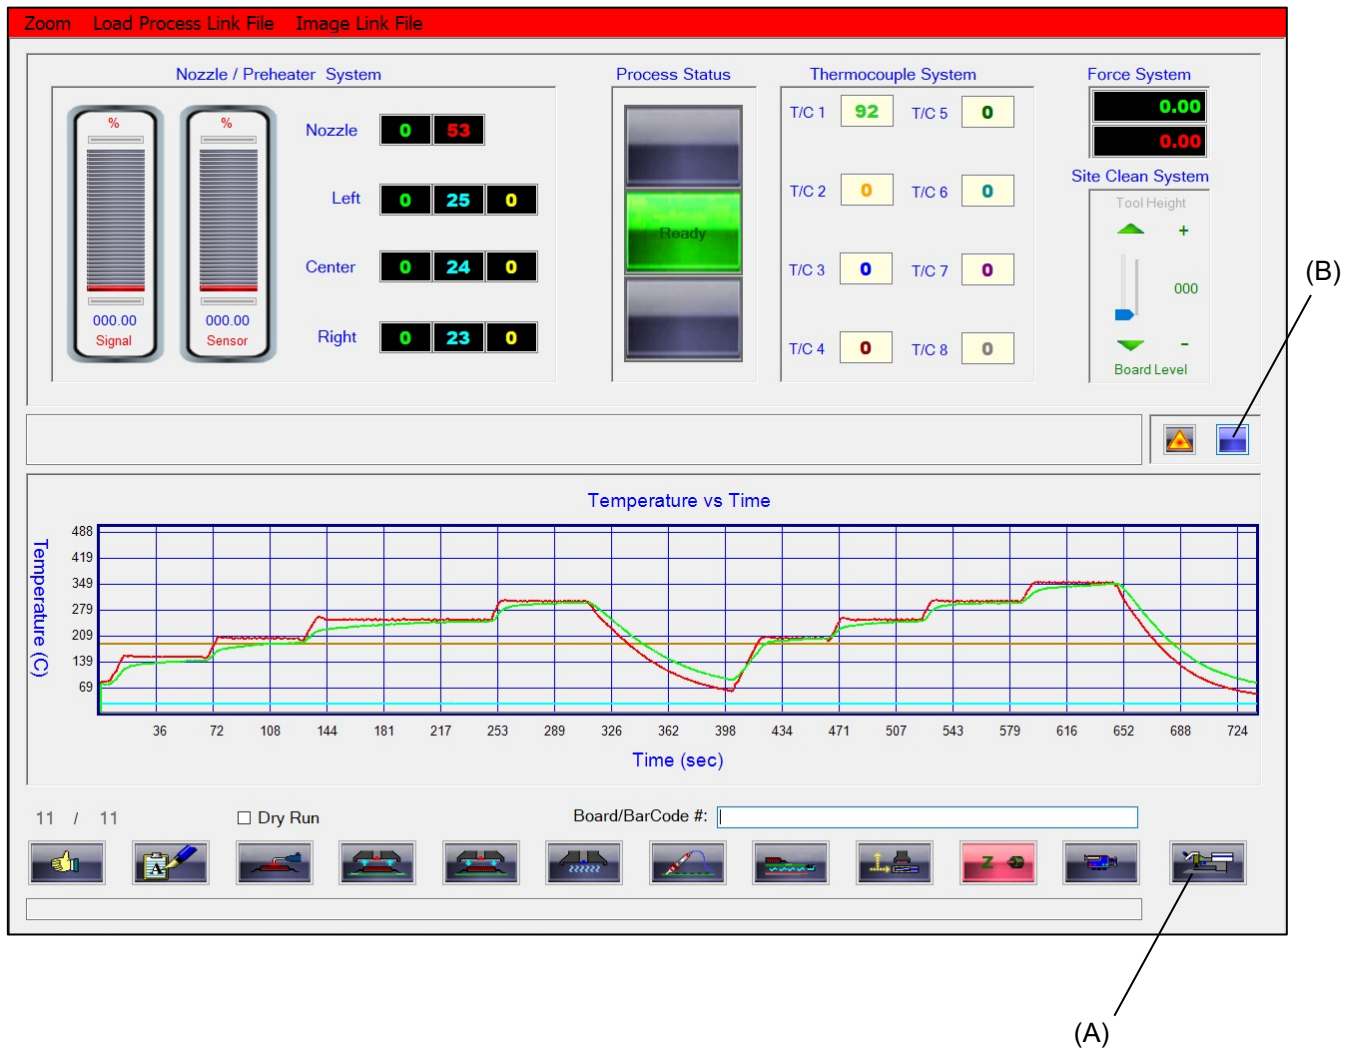 Zoom Load Process Link File Image Link File
Nozzle / Preheater System
Process Status
Thermocouple System
Force System
% %
Nozzle 0 53
Left 0 25 0
Center 0 24 0
Right 0 23 0
000.00 000.00
Signal Sensor
Ready
T/C 1 92 T/C 5 0
T/C 2 0 T/C 6 0
T/C 3 0 T/C 7 0
T/C 4 0 T/C 8 0
0.00
0.00
Site Clean System
Tool Height
+
000
-
Board Level
(B)
Temperature vs Time
Temperature (C)
488
419
349
279
209
139
69
36 72 108 144 181 217 253 289 326 362 398 434 471 507 543 579 616 652 688 724
Time (sec)
11 / 11 Dry Run Board/BarCode #:
A Z
(A)